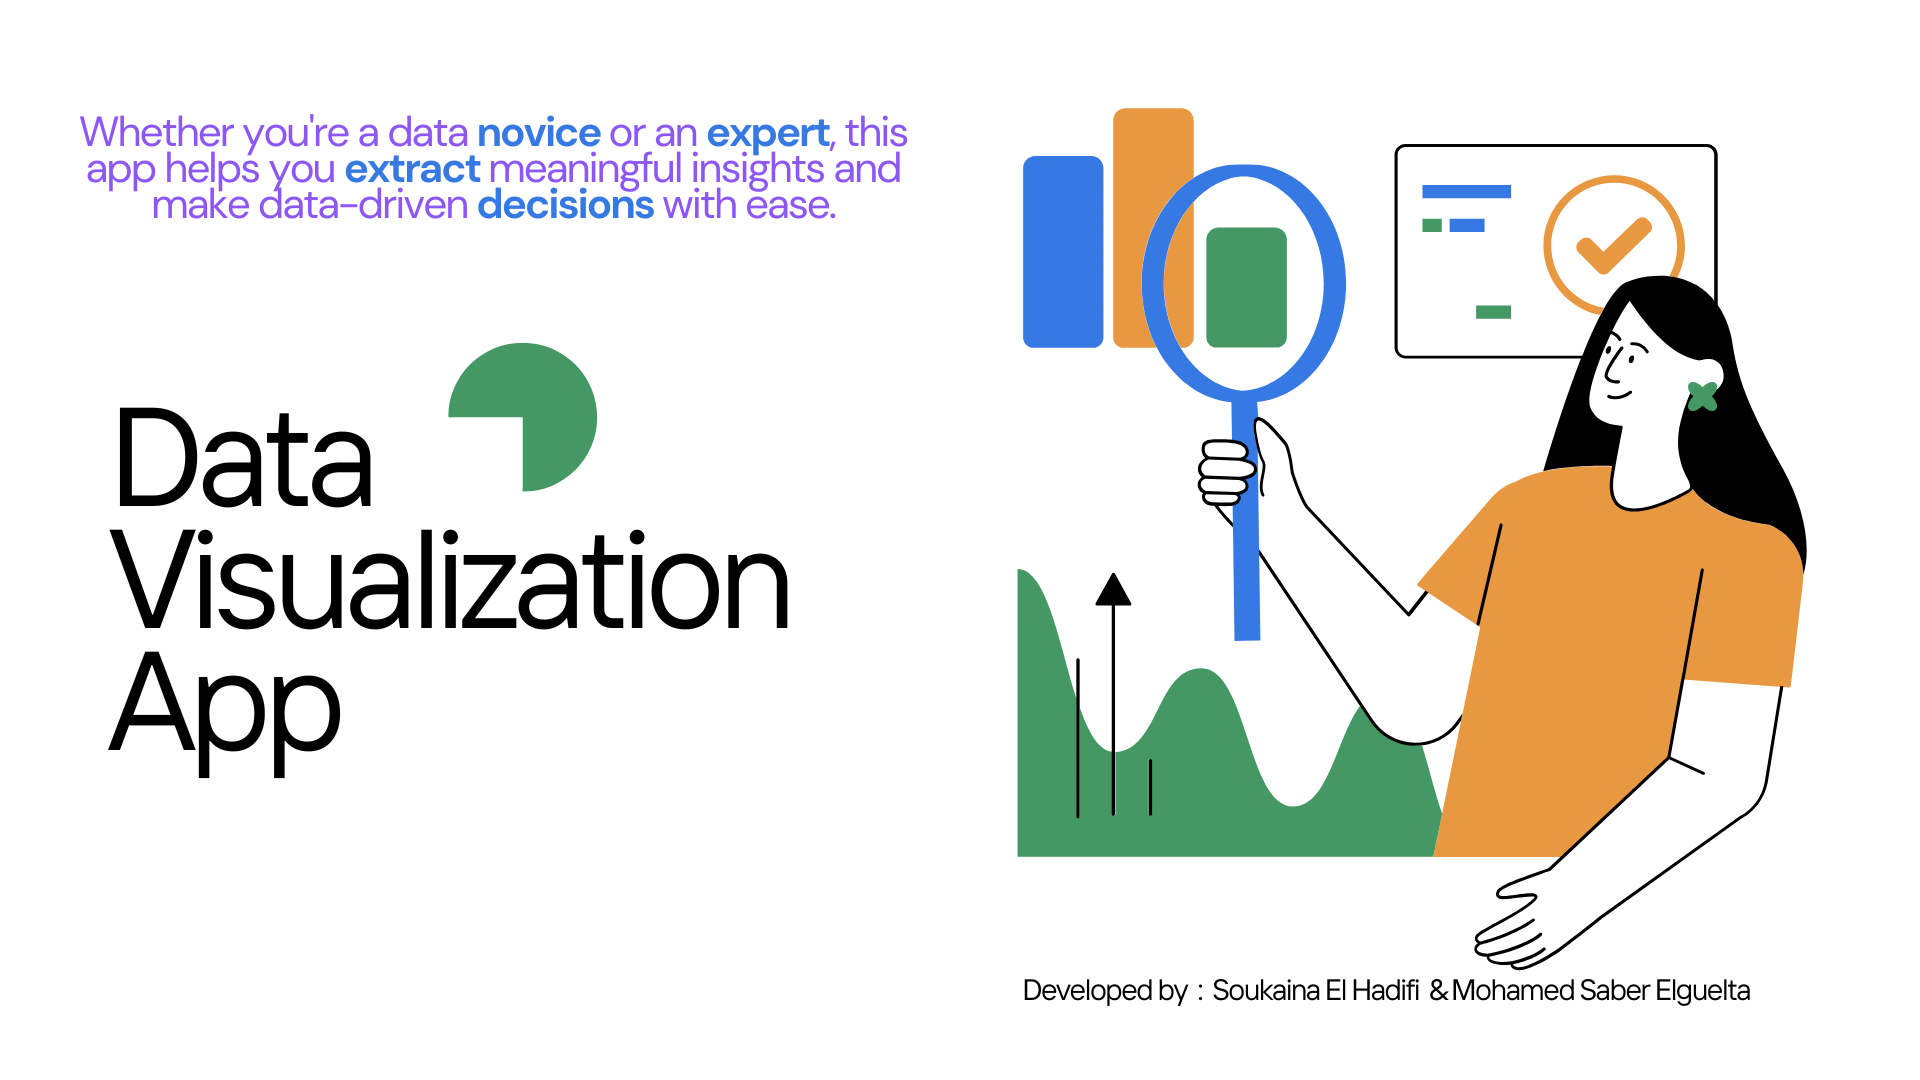 Whether you're a data novice or an expert, this
app helps you extract meaningful insights and
make data-driven decisions with ease.
Data
Visualization
App
Developed by : Soukaina El Hadifi & Mohamed Saber Elguelta